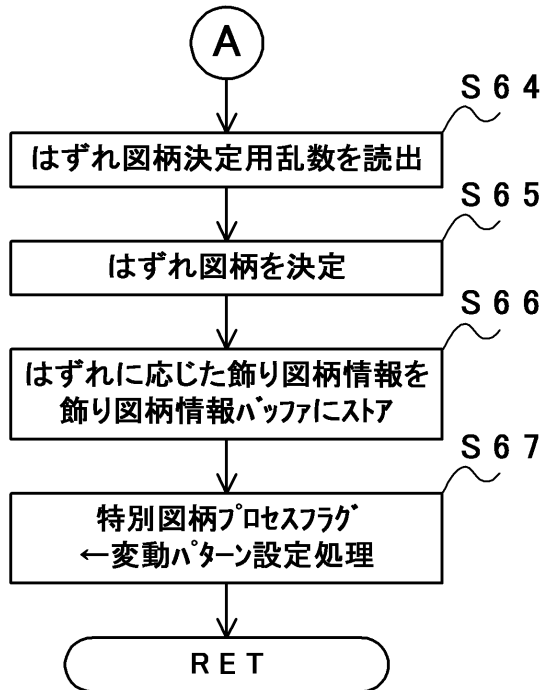 A
S64
はずれ図柄決定用乱数を読出
S65
はずれ図柄を決定
S66
はずれに応じた飾り図柄情報を
飾り図柄情報ﾊﾞｯﾌｧにストア
S67
特別図柄ﾌﾟﾛｾｽﾌﾗｸﾞ
←変動ﾊﾟﾀｰﾝ設定処理
RET